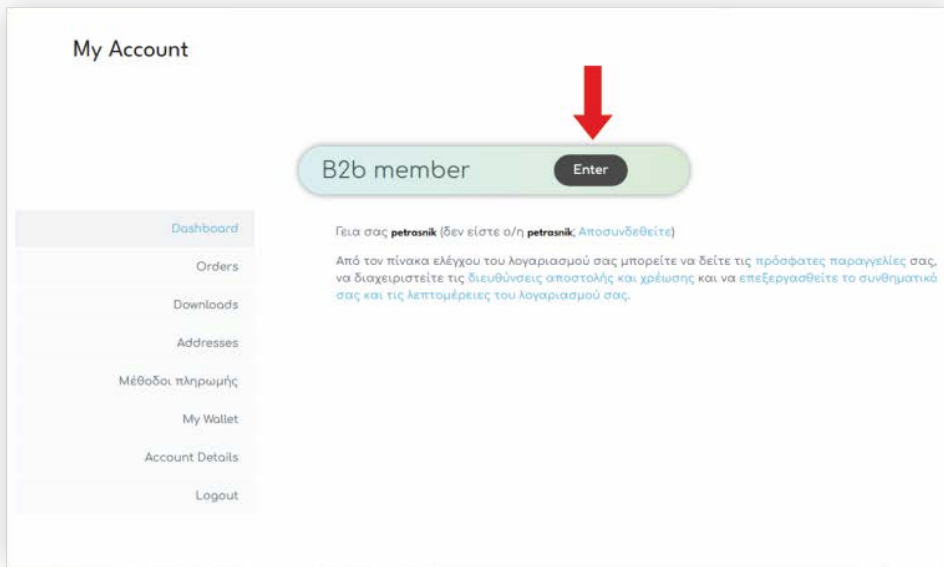 My Account
B2b member Enter
Dashboard
Orders
Downloads
Addresses
Μέθοδοι πληρωμής
My Wallet
Account Details
Logout
Γεια σας petrasnik (δεν είστε ο/η petrasnik; Αποσυνδεθείτε)
Από τον πίνακα ελέγχου του λογαριασμού σας μπορείτε να δείτε τις πρόσφατες παραγγελίες σας,
να διαχειριστείτε τις διευθύνσεις αποστολής και χρέωσης και να επεξεργασθείτε το συνθηματικό
σας και τις λεπτομέρειες του λογαριασμού σας.